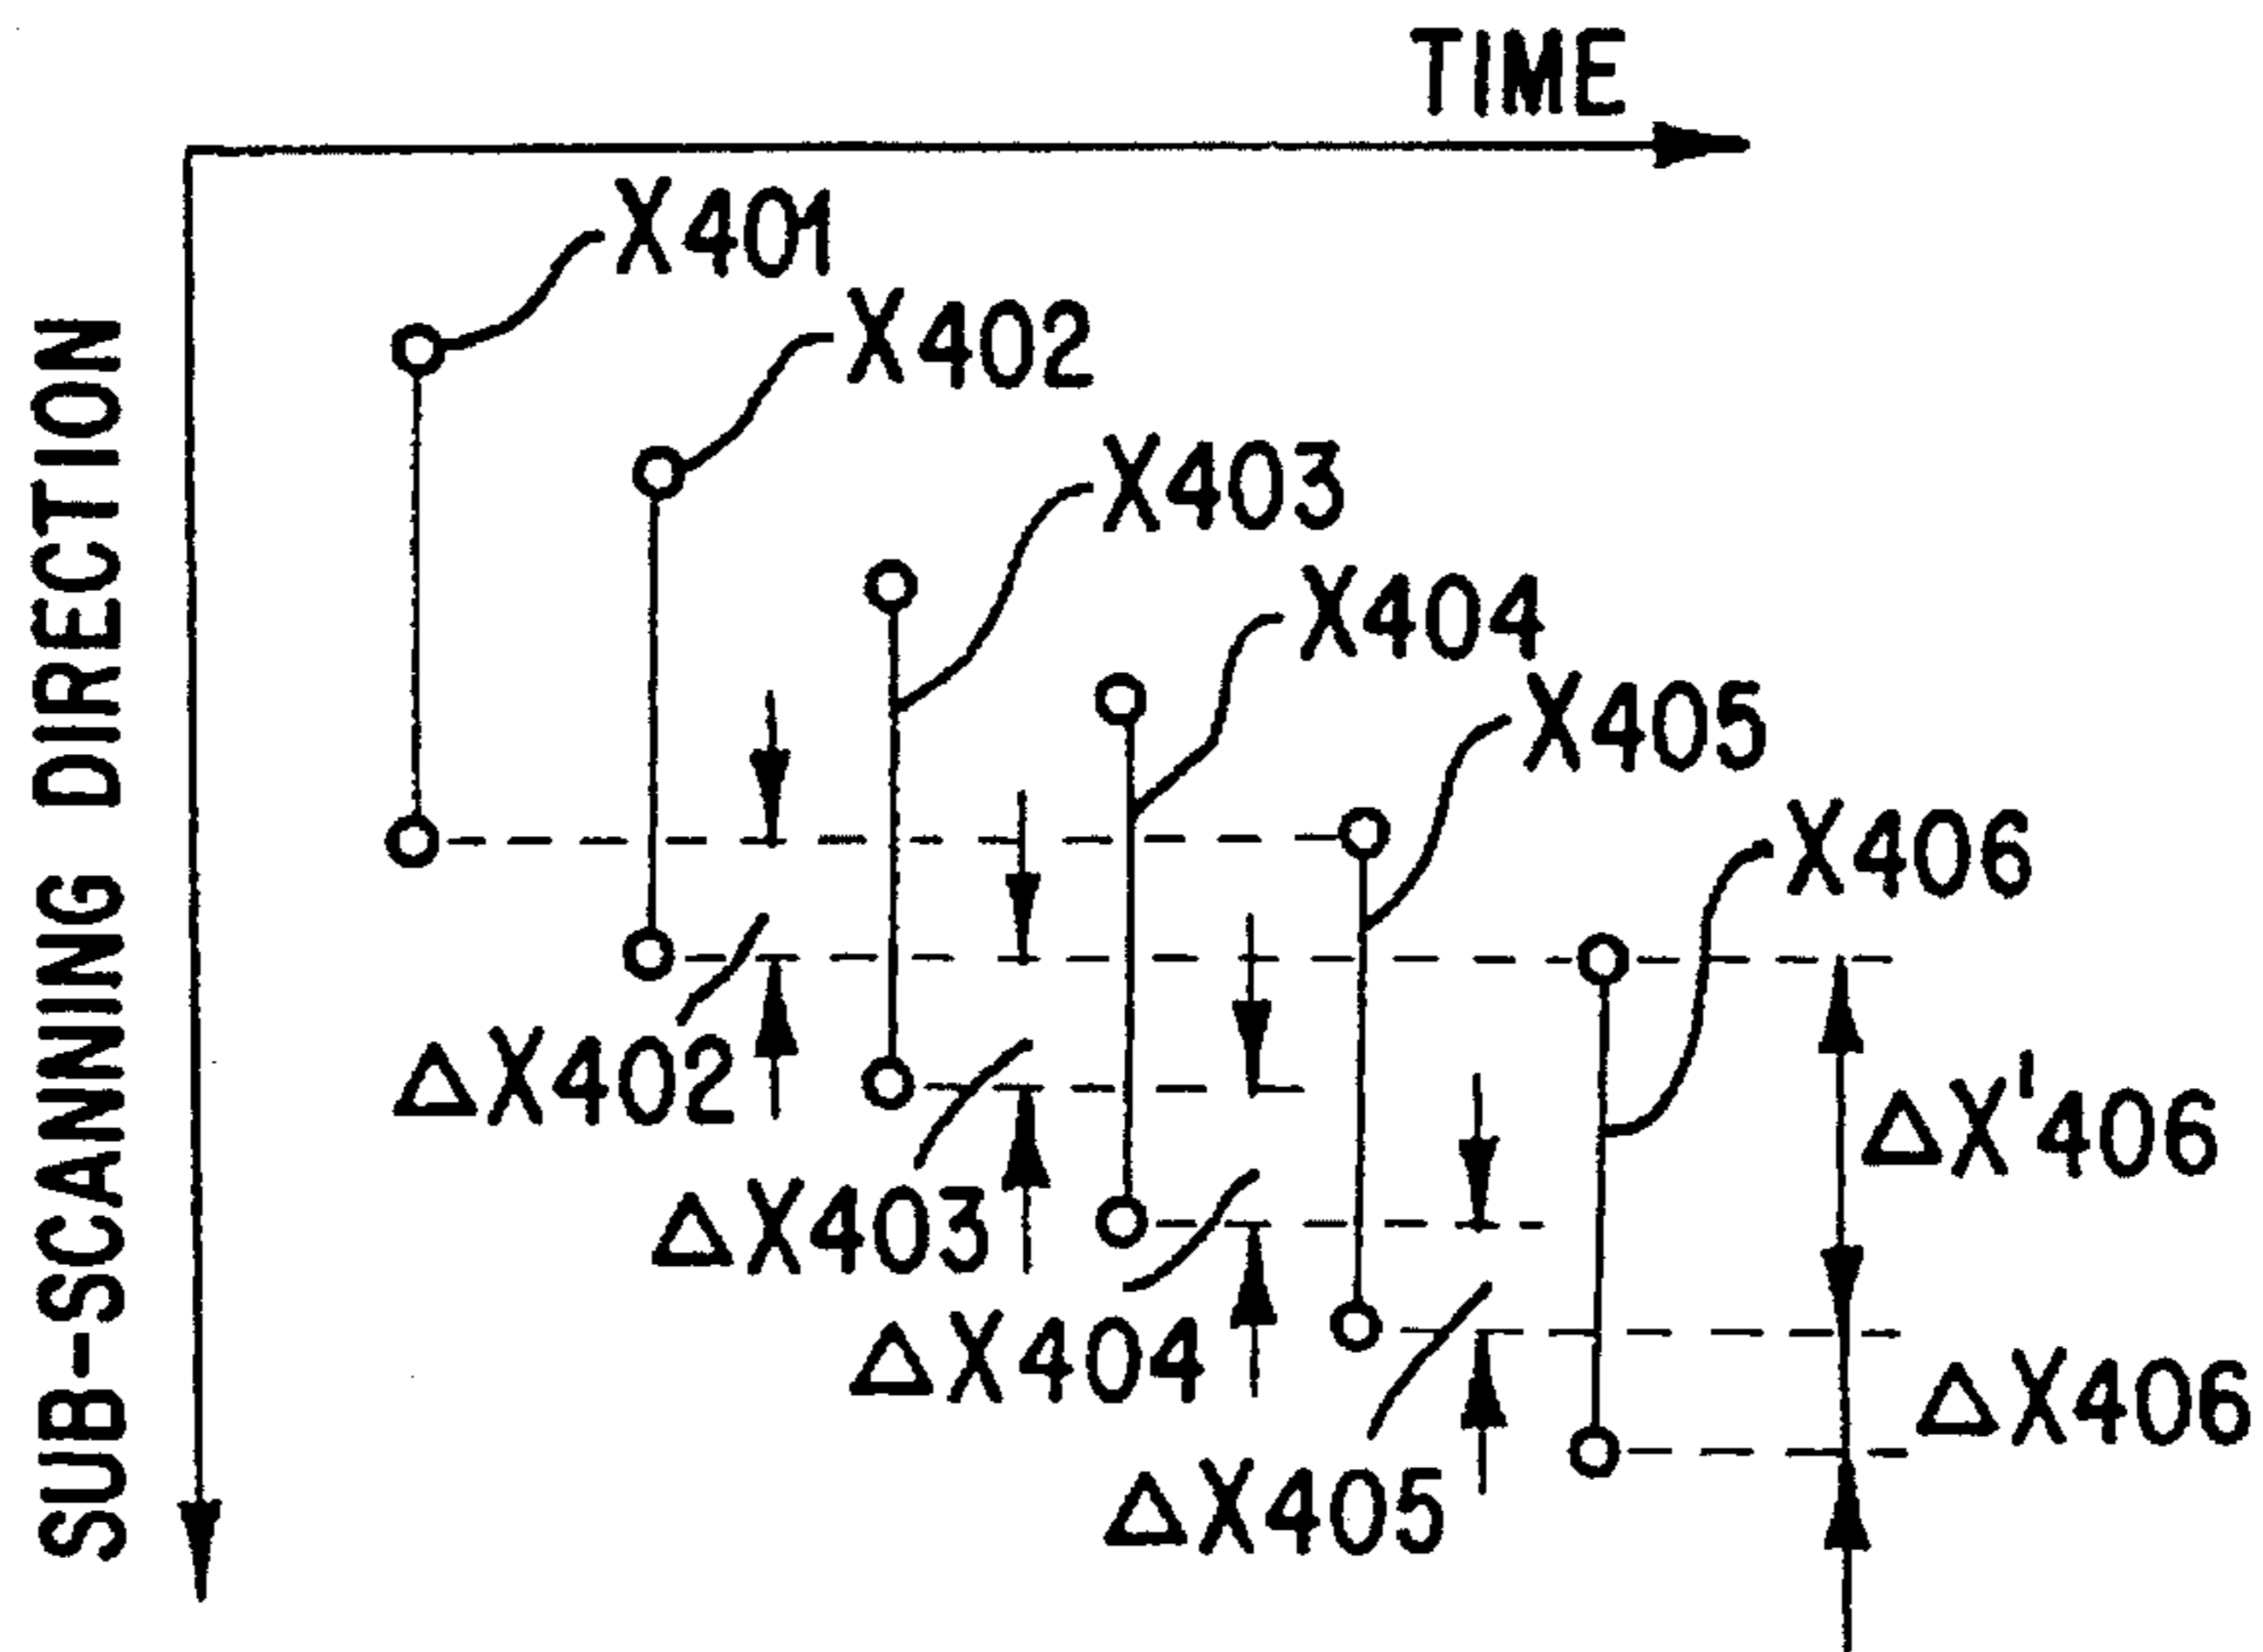 TIME
X401
X402
X403
X404
X405
X406
ΔX402
ΔX'406
ΔX403
ΔX404
ΔX406
ΔX405
SUB-SCANNING DIRECTION